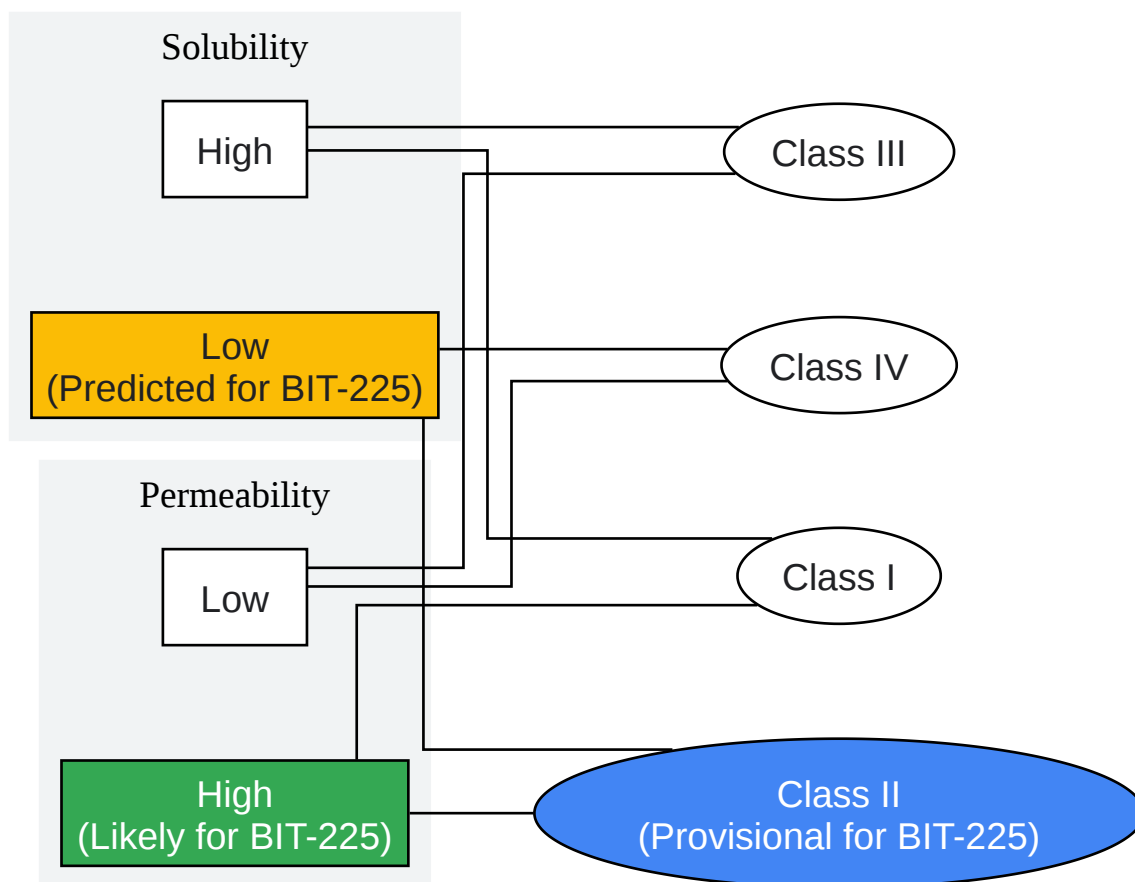 Solubility
High
Low
(Predicted for BIT-225)
Permeability
Low
High
(Likely for BIT-225)
Class III
Class IV
Class I
Class II
(Provisional for BIT-225)